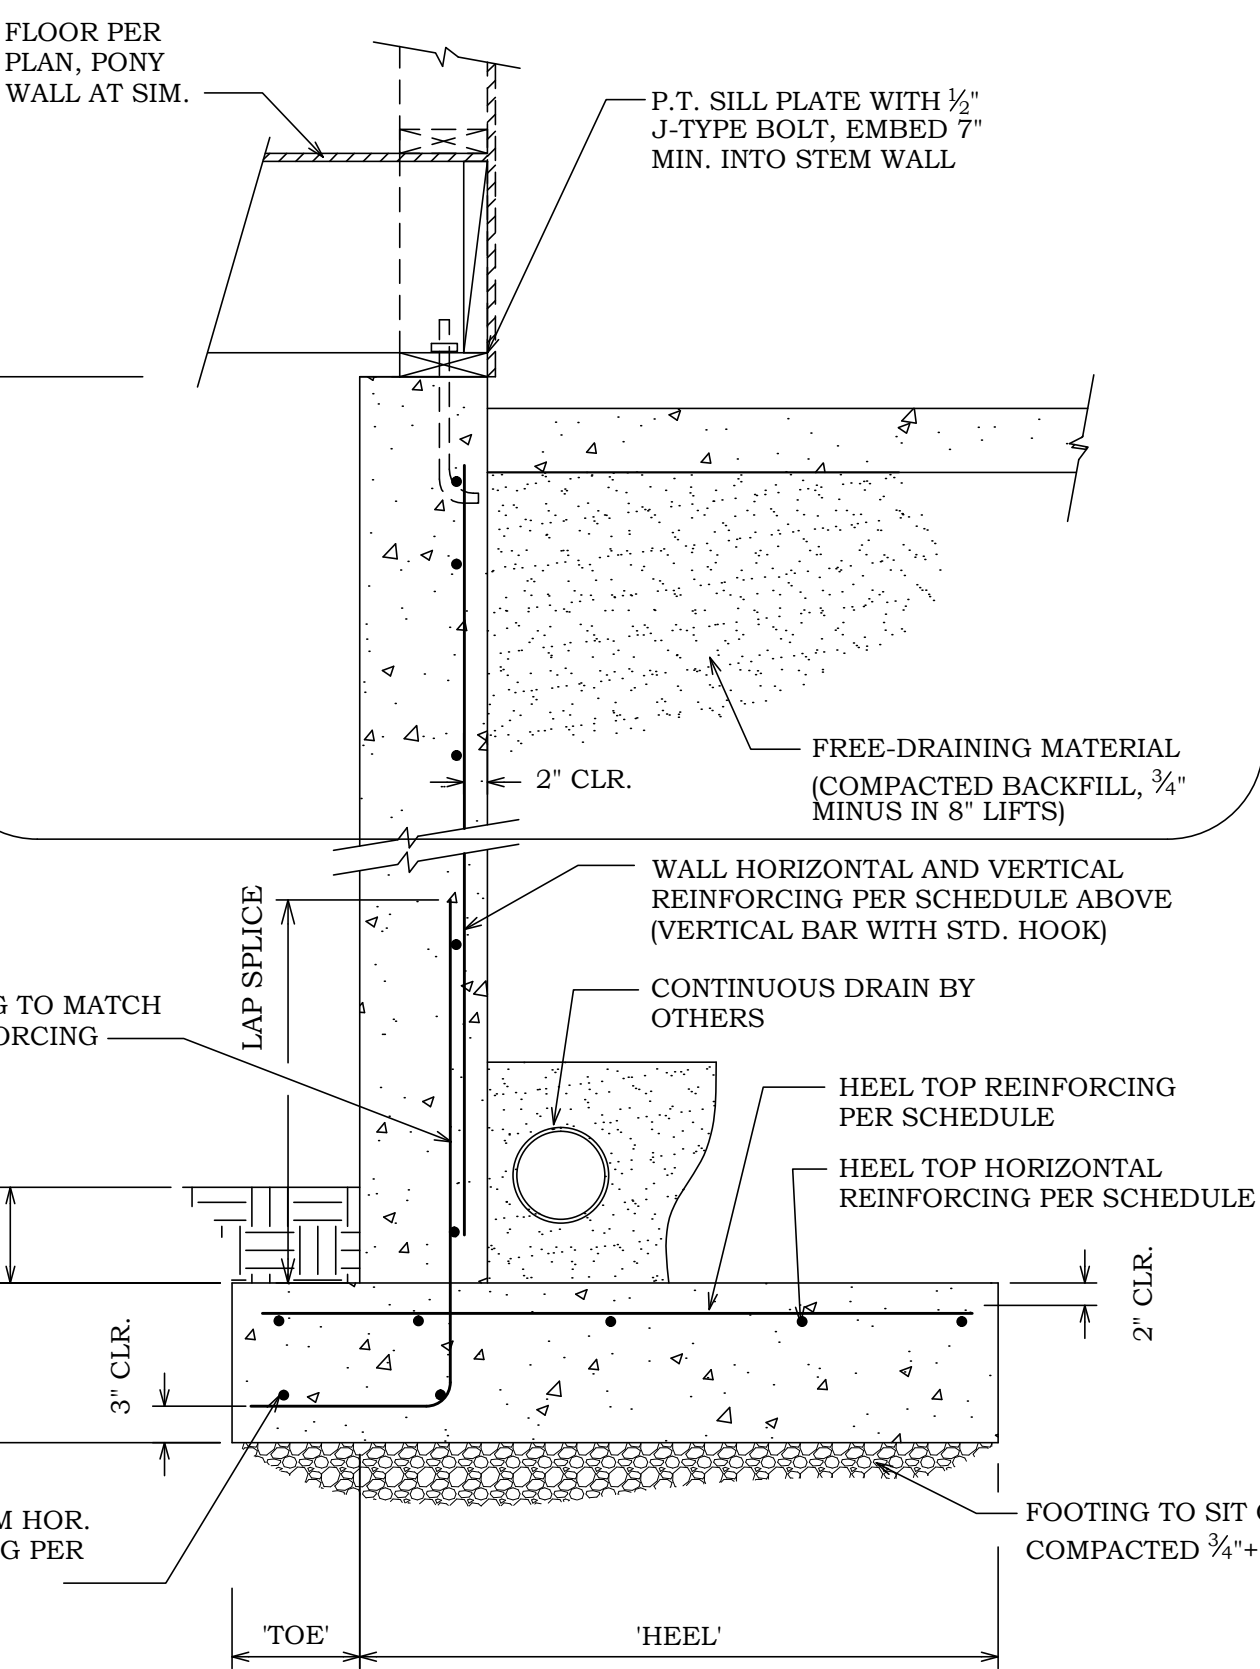 FLOOR PER
PLAN, PONY
WALL AT SIM.
P.T. SILL PLATE WITH ½"
J-TYPE BOLT, EMBED 7"
MIN. INTO STEM WALL
FREE-DRAINING MATERIAL
(COMPACTED BACKFILL, ¾"
MINUS IN 8" LIFTS)
2" CLR.
WALL HORIZONTAL AND VERTICAL
REINFORCING PER SCHEDULE ABOVE
(VERTICAL BAR WITH STD. HOOK)
LAP SPLICE
CONTINUOUS DRAIN BY
OTHERS
G TO MATCH
ORCING
HEEL TOP REINFORCING
PER SCHEDULE
HEEL TOP HORIZONTAL
REINFORCING PER SCHEDULE
2" CLR.
3" CLR.
M HOR.
G PER
FOOTING TO SIT
COMPACTED ¾"+
'TOE'
'HEEL'